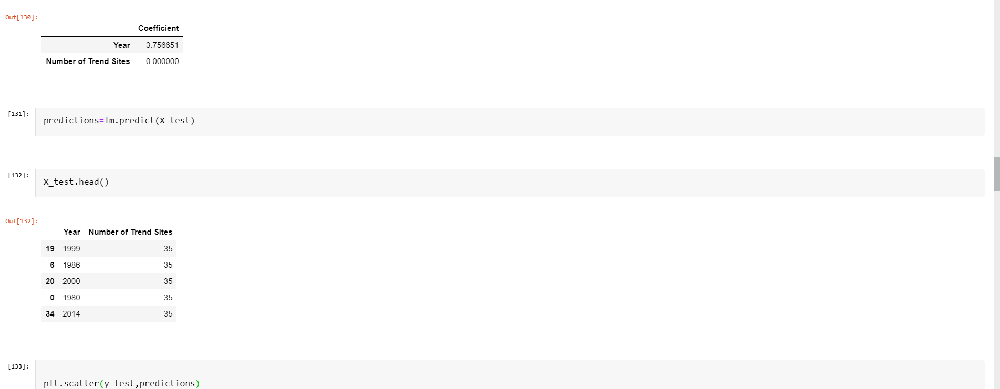 Out[130]:
Coefficient
Year -3.756651
Number of Trend Sites 0.000000
[131]:
predictions=lm.predict(X_test)
[132]:
X_test.head()
Out[132]:
Year Number of Trend Sites
19 1999 35
6 1986 35
20 2000 35
0 1980 35
34 2014 35
[133]:
plt.scatter(y_test,predictions)